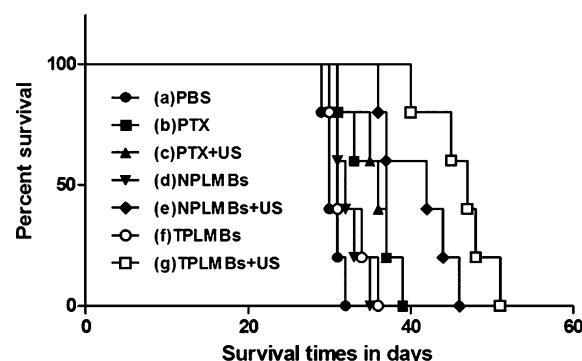 Percent survival
100
50
0
(a)PBS
(b)PTX
(c)PTX+US
(d)NPLMBs
(e)NPLMBs+US
(f)TPLMBs
(g)TPLMBs+US
0 20 40 60
Survival times in days